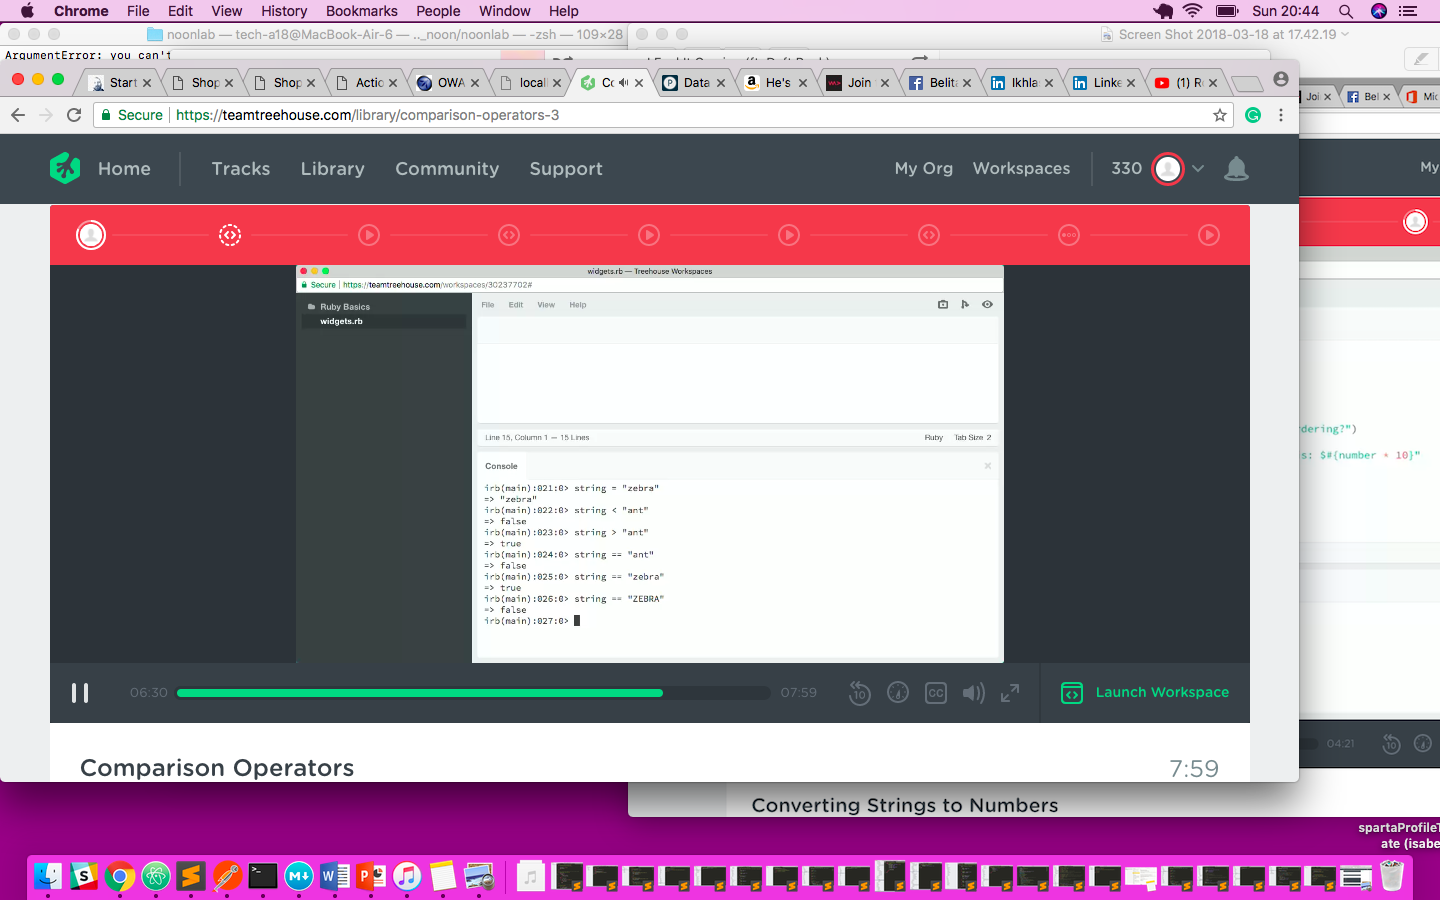 Chrome File Edit View History Bookmarks People Window Help Sun 20:44
noonlab — tech-a18@MacBook-Air-6 — .._noon/noonlab — -zsh — 109×28
Screen Shot 2018-03-18 at 17.42.19
ArgumentError: you can't
Start Shop Shop Actio OWA locall Co Data He's Join Belita Ikhla Linke (1) R
Joi Bel Mic
Secure https://teamtreehouse.com/library/comparison-operators-3
Home Tracks Library Community Support My Org Workspaces 330
My
widgets.rb — Treehouse Workspaces
Secure https://teamtreehouse.com/workspaces/30237702#
Ruby Basics
widgets.rb
File Edit View Help
Line 15, Column 1 — 15 Lines Ruby Tab Size 2
Console
irb(main):021:0> string = "zebra"
=> "zebra"
irb(main):022:0> string < "ant"
=> false
irb(main):023:0> string > "ant"
=> true
irb(main):024:0> string == "ant"
=> false
irb(main):025:0> string == "zebra"
=> true
irb(main):026:0> string == "ZEBRA"
=> false
irb(main):027:0>
dering?")
s: $#{number * 10}"
06:30 07:59 10 CC Launch Workspace
04:21 10
Comparison Operators 7:59
Converting Strings to Numbers
spartaProfileT
ate (isabe